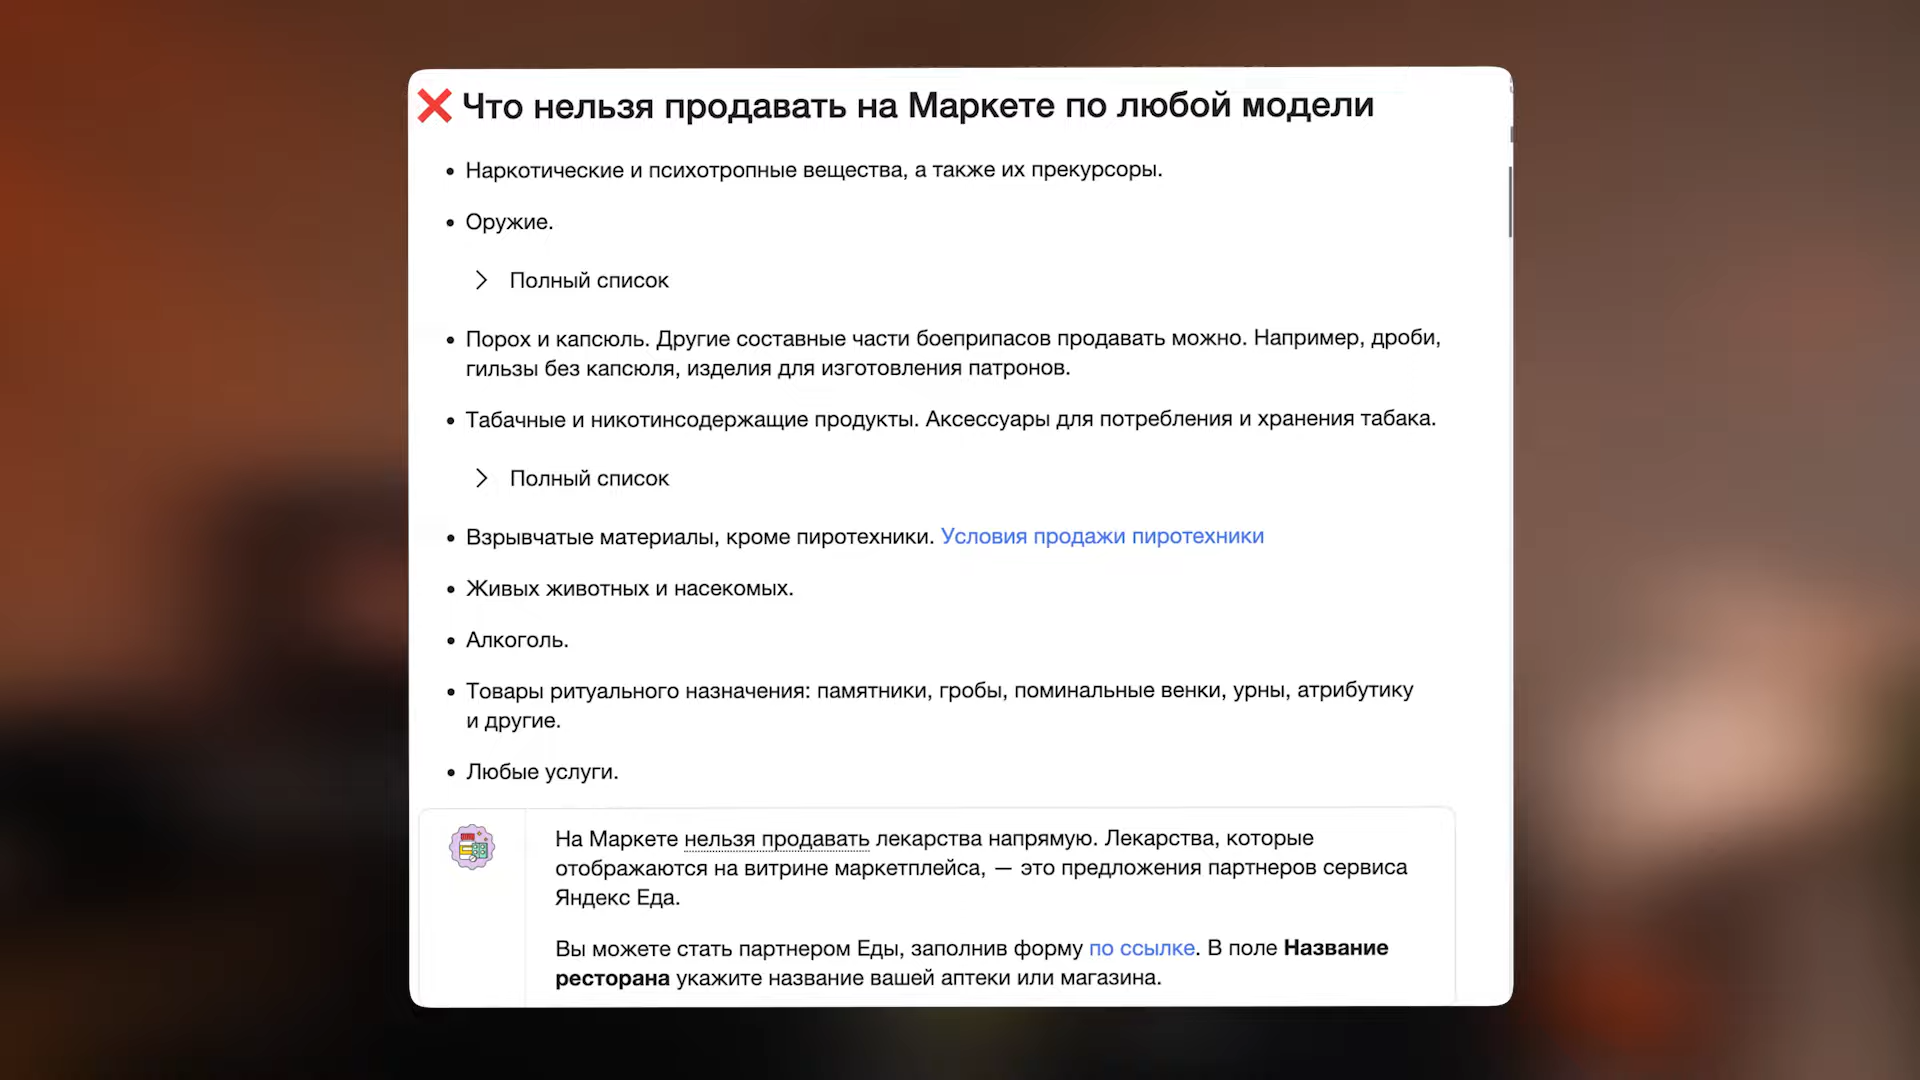 Что нельзя продавать на Маркете по любой модели
Наркотические и психотропные вещества, а также их прекурсоры.
Оружие.
Полный список
Порох и капсюль. Другие составные части боеприпасов продавать можно. Например, дроби,
гильзы без капсюля, изделия для изготовления патронов.
Табачные и никотинсодержащие продукты. Аксессуары для потребления и хранения табака.
Полный список
Взрывчатые материалы, кроме пиротехники. Условия продажи пиротехники
Живых животных и насекомых.
Алкоголь.
Товары ритуального назначения: памятники, гробы, поминальные венки, урны, атрибутику
и другие.
Любые услуги.
На Маркете нельзя продавать лекарства напрямую. Лекарства, которые
отображаются на витрине маркетплейса, — это предложения партнеров сервиса
Яндекс Еда.
Вы можете стать партнером Еды, заполнив форму по ссылке. В поле Название
ресторана укажите название вашей аптеки или магазина.